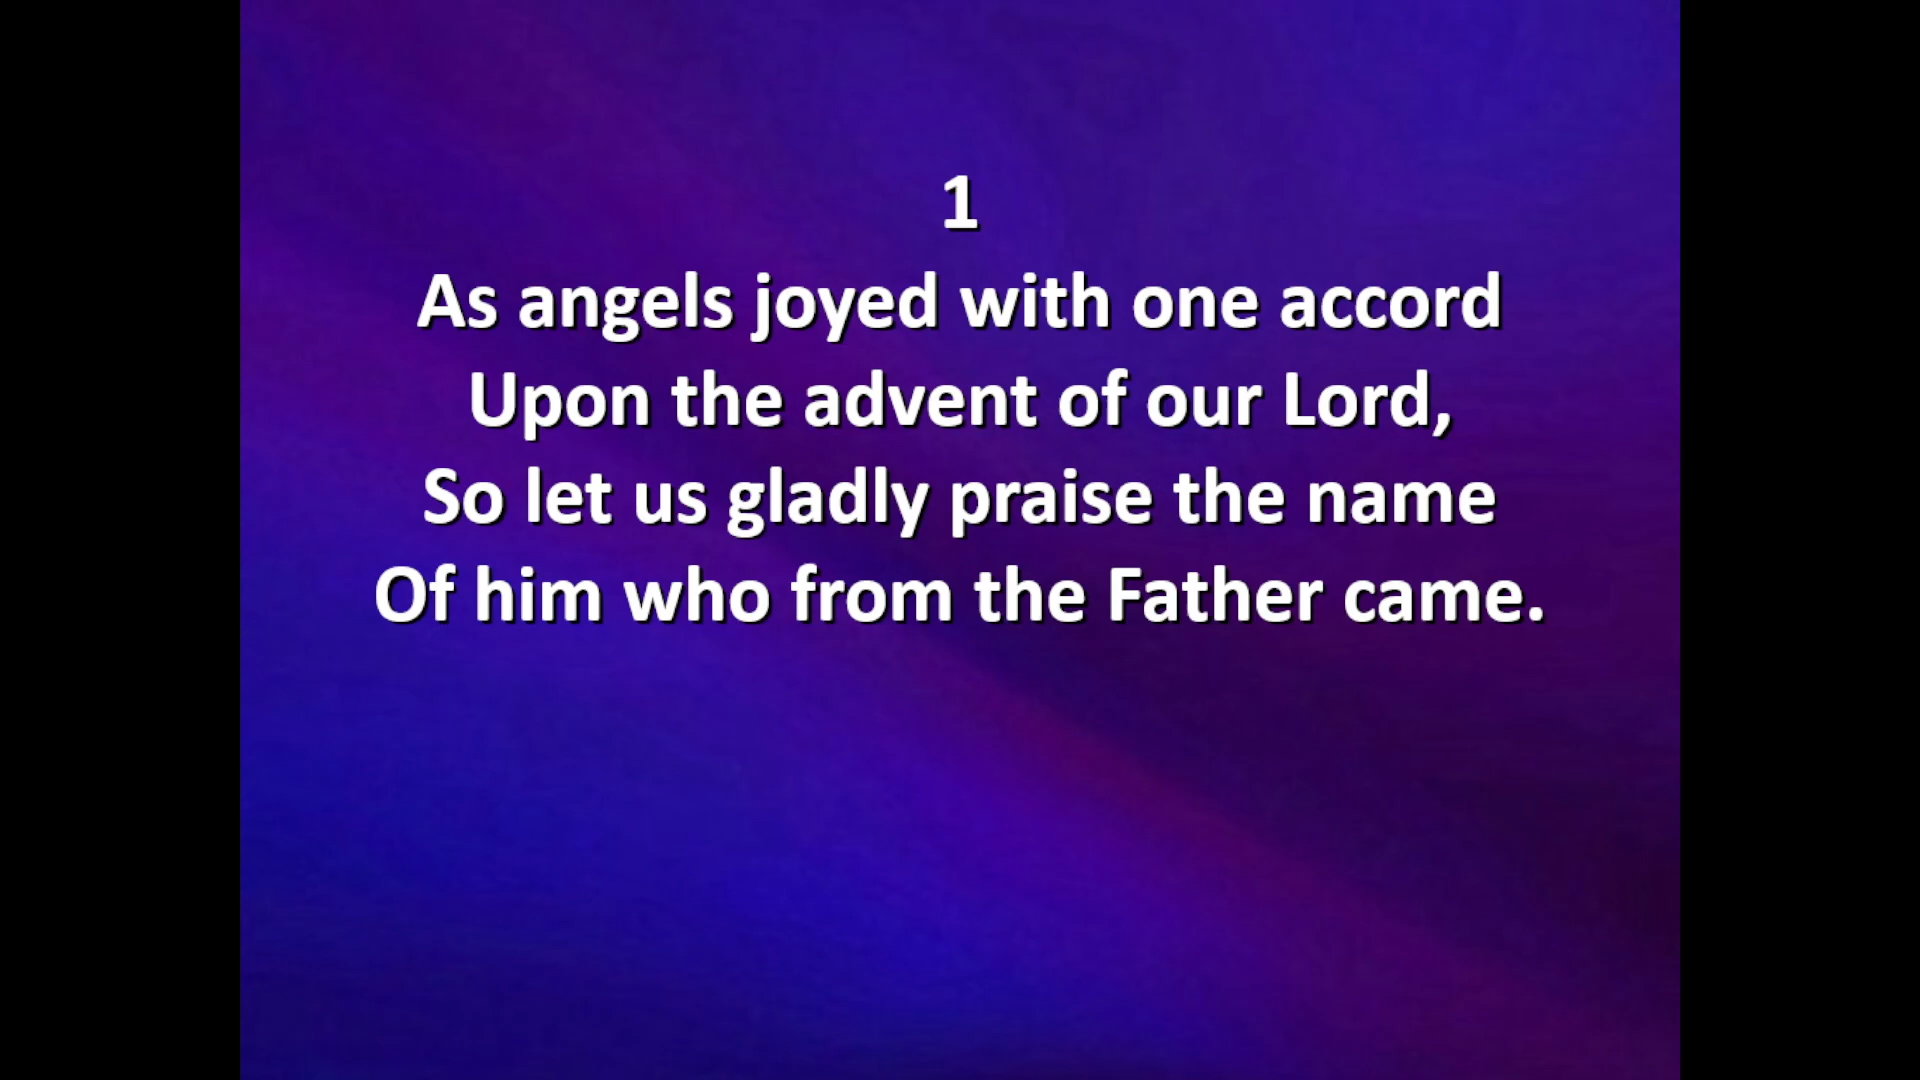 1
As angels joyed with one accord
Upon the advent of our Lord,
So let us gladly praise the name
Of him who from the Father came.